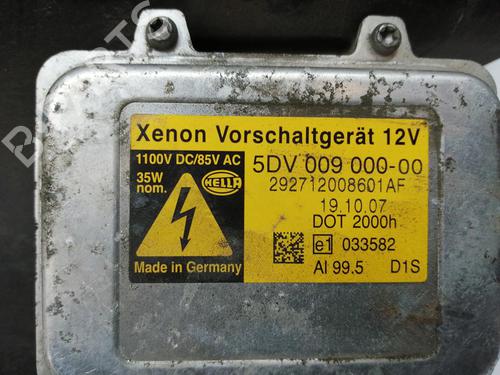 Xenon Vorschaltgerät 12V
1100V DC/85V AC
35W
nom.
HELLA
5DV 009 000-00
292712008601AF
19.10.07
DOT 2000h
e1 033582
Made in Germany
Al 99.5 D1S